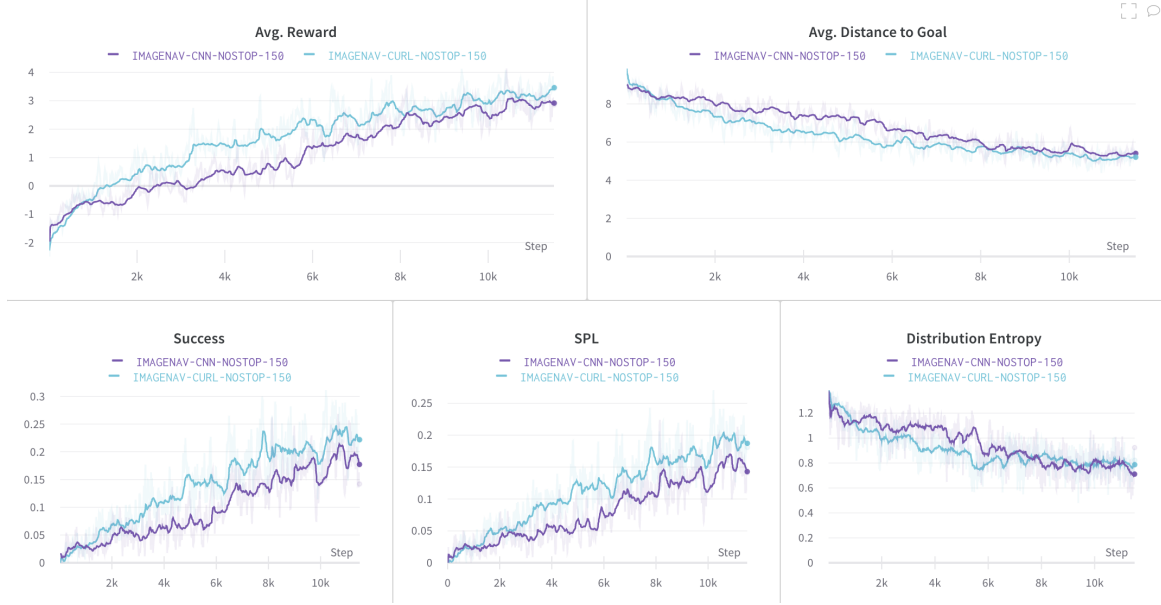 Avg. Reward
IMAGENAV-CNN-NOSTOP-150 IMAGENAV-CURL-NOSTOP-150
4
3
2
1
0
-1
-2
Step
2k 4k 6k 8k 10k
Avg. Distance to Goal
IMAGENAV-CNN-NOSTOP-150 IMAGENAV-CURL-NOSTOP-150
8
6
4
2
0
Step
2k 4k 6k 8k 10k
Success
IMAGENAV-CNN-NOSTOP-150
IMAGENAV-CURL-NOSTOP-150
0.3
0.25
0.2
0.15
0.1
0.05
0
Step
2k 4k 6k 8k 10k
SPL
IMAGENAV-CNN-NOSTOP-150
IMAGENAV-CURL-NOSTOP-150
0.25
0.2
0.15
0.1
0.05
0
Step
0 2k 4k 6k 8k 10k
Distribution Entropy
IMAGENAV-CNN-NOSTOP-150
IMAGENAV-CURL-NOSTOP-150
1.2
1
0.8
0.6
0.4
0.2
0
Step
2k 4k 6k 8k 10k